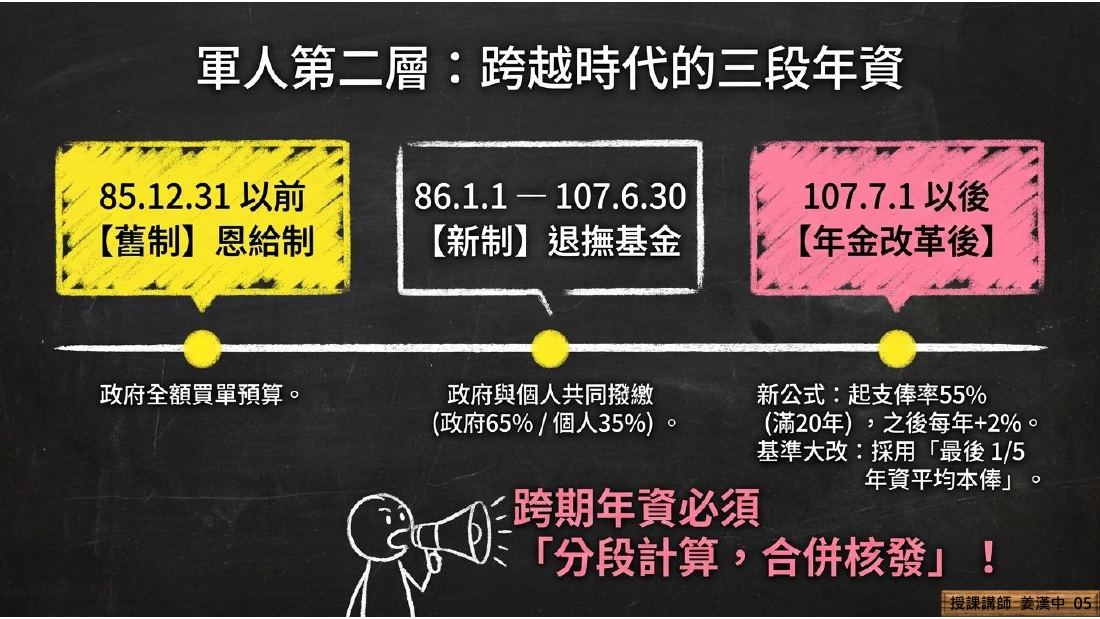 軍人第二層：跨越時代的三段年資
85.12.31 以前
【舊制】恩給制
86.1.1 — 107.6.30
【新制】退撫基金
107.7.1 以後
【年金改革後】
政府全額買單預算。
政府與個人共同撥繳
(政府65% / 個人35%) 。
新公式：起支俸率55%
(滿20年) ，之後每年+2%。
基準大改：採用「最後 1/5
年資平均本俸」。
跨期年資必須
「分段計算，合併核發」！
授課講師 姜漢中 05